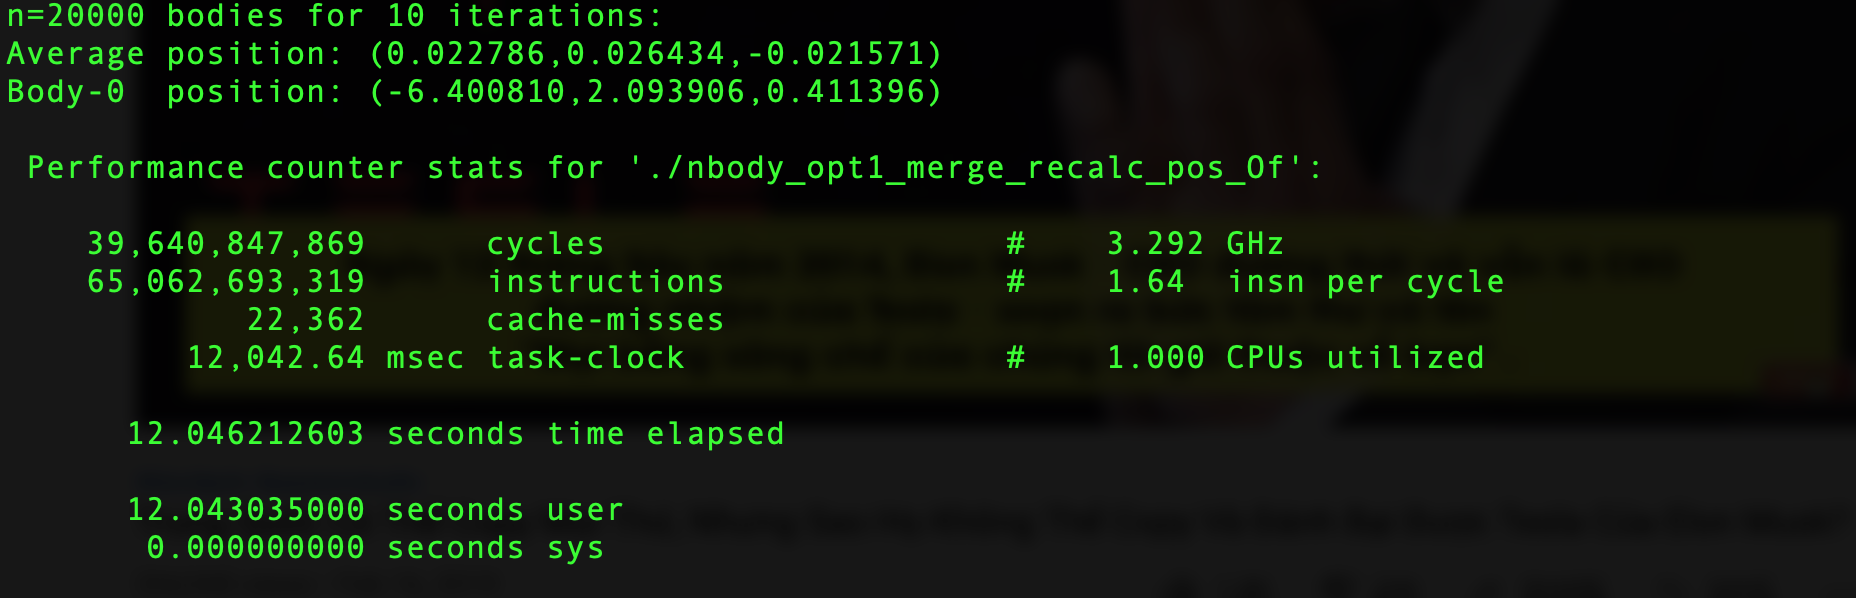 n=20000 bodies for 10 iterations:
Average position: (0.022786,0.026434,-0.021571)
Body-0  position: (-6.400810,2.093906,0.411396)
Performance counter stats for './nbody_opt1_merge_recalc_pos_Of':
39,640,847,869      cycles                    #    3.292 GHz
65,062,693,319      instructions              #    1.64  insn per cycle
22,362      cache-misses
12,042.64 msec task-clock                #    1.000 CPUs utilized
12.046212603 seconds time elapsed
12.043035000 seconds user
0.000000000 seconds sys